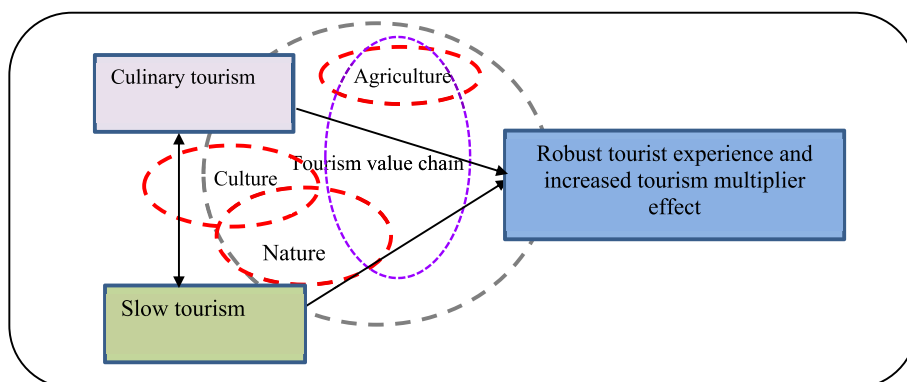 Culinary tourism
Agriculture
Tourism value chain
Culture
Nature
Slow tourism
Robust tourist experience and
increased tourism multiplier
effect